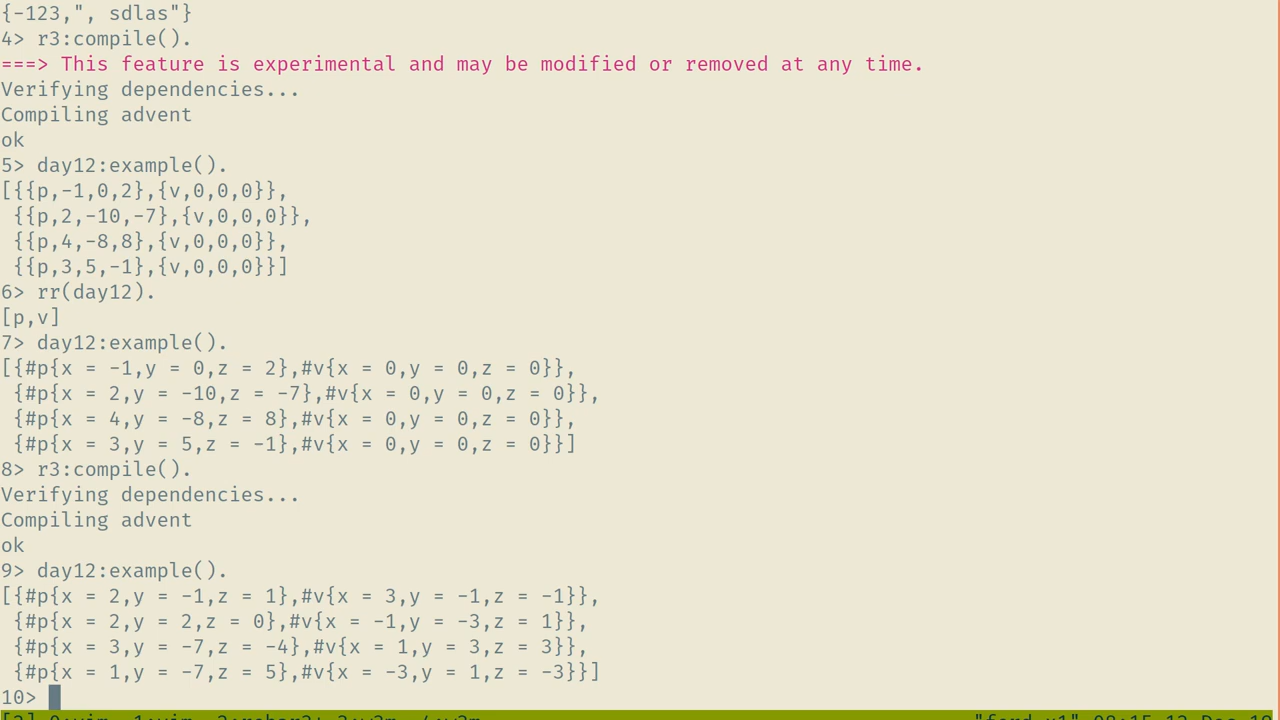 {-123,", sdlas"}
4> r3:compile().
===> This feature is experimental and may be modified or removed at any time.
Verifying dependencies...
Compiling advent
ok
5> day12:example().
[{{p,-1,0,2},{v,0,0,0}},
 {{p,2,-10,-7},{v,0,0,0}},
 {{p,4,-8,8},{v,0,0,0}},
 {{p,3,5,-1},{v,0,0,0}}]
6> rr(day12).
[p,v]
7> day12:example().
[{#p{x = -1,y = 0,z = 2},#v{x = 0,y = 0,z = 0}},
 {#p{x = 2,y = -10,z = -7},#v{x = 0,y = 0,z = 0}},
 {#p{x = 4,y = -8,z = 8},#v{x = 0,y = 0,z = 0}},
 {#p{x = 3,y = 5,z = -1},#v{x = 0,y = 0,z = 0}}]
8> r3:compile().
Verifying dependencies...
Compiling advent
ok
9> day12:example().
[{#p{x = 2,y = -1,z = 1},#v{x = 3,y = -1,z = -1}},
 {#p{x = 2,y = 2,z = 0},#v{x = -1,y = -3,z = 1}},
 {#p{x = 3,y = -7,z = -4},#v{x = 1,y = 3,z = 3}},
 {#p{x = 1,y = -7,z = 5},#v{x = -3,y = 1,z = -3}}]
10>